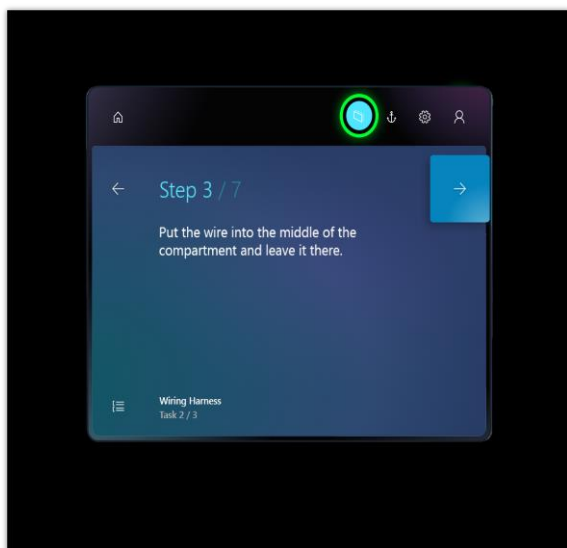 Step 3 / 7
Put the wire into the middle of the
compartment and leave it there.
Wiring Harness
Task 2 / 3